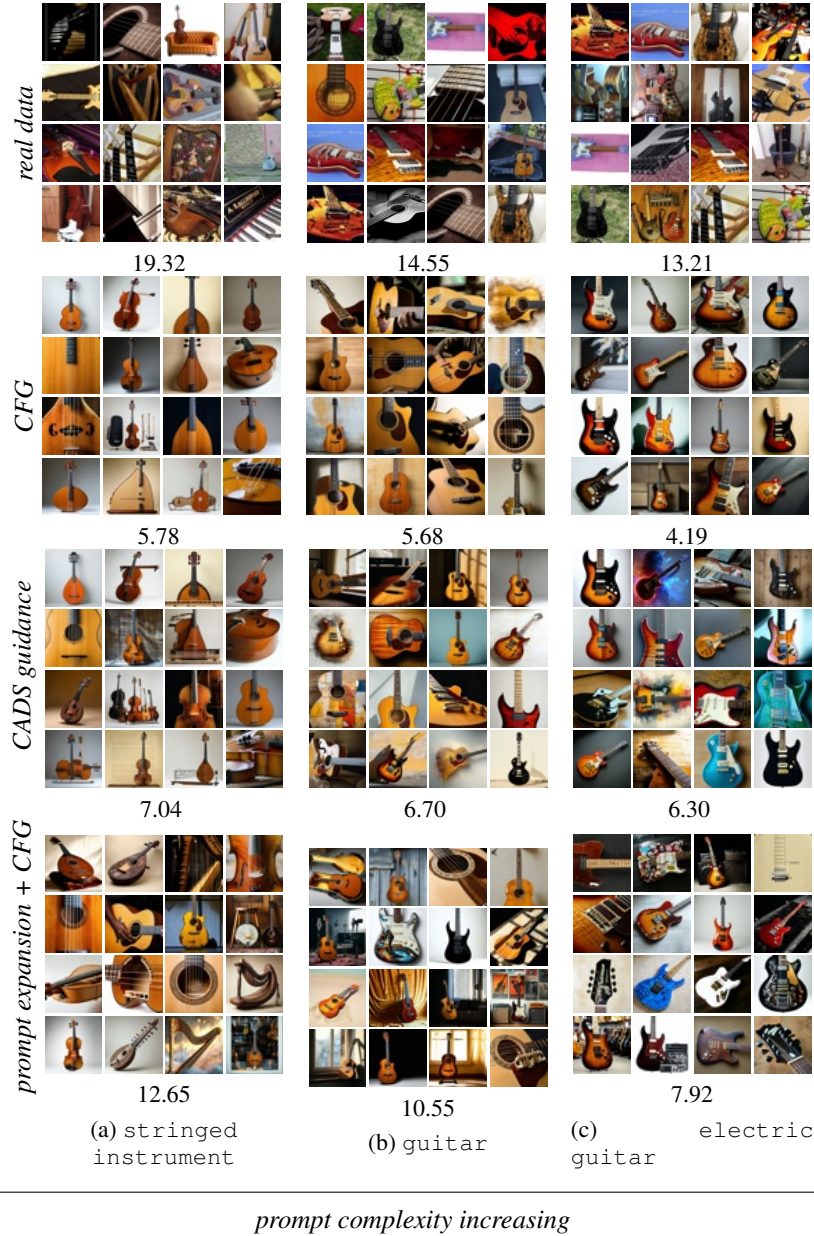 real data
19.32
14.55
13.21
CFG
5.78
5.68
4.19
CADS guidance
7.04
6.70
6.30
prompt expansion + CFG
12.65
10.55
7.92
(a) stringed
instrument
(b) guitar
(c) electric
guitar
prompt complexity increasing